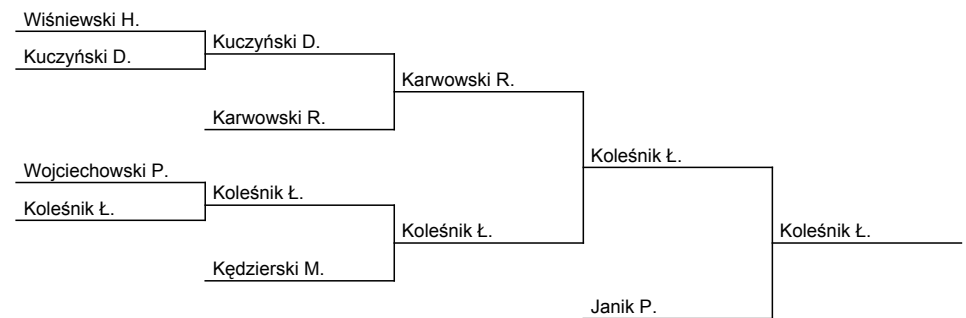 Wiśniewski H.
Kuczyński D.
Kuczyński D.
Karwowski R.
Karwowski R.
Koleśnik Ł.
Wojciechowski P.
Koleśnik Ł.
Koleśnik Ł.
Koleśnik Ł.
Koleśnik Ł.
Kędzierski M.
Janik P.